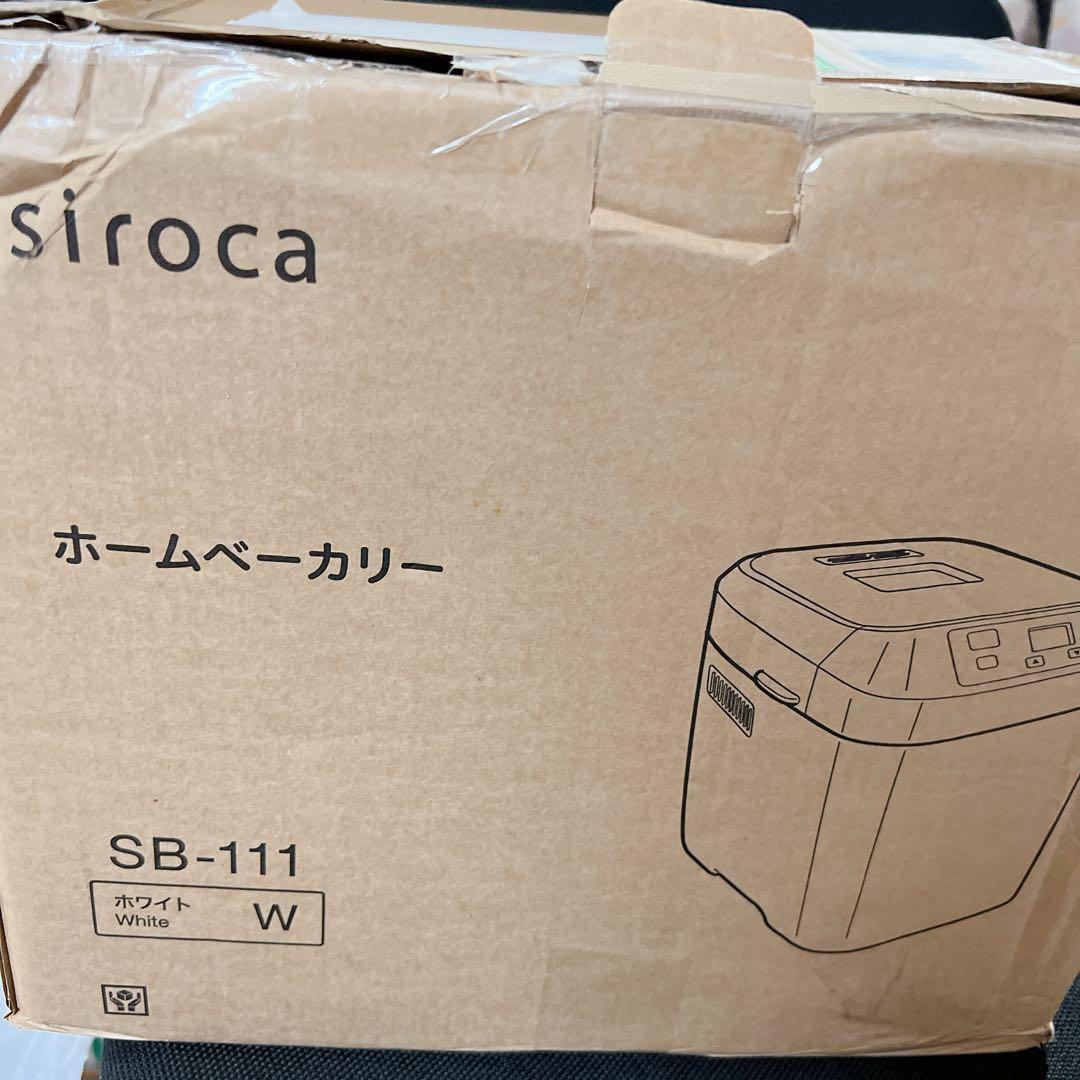 siroca
ホームベーカリー
SB-111
ホワイト
White
W